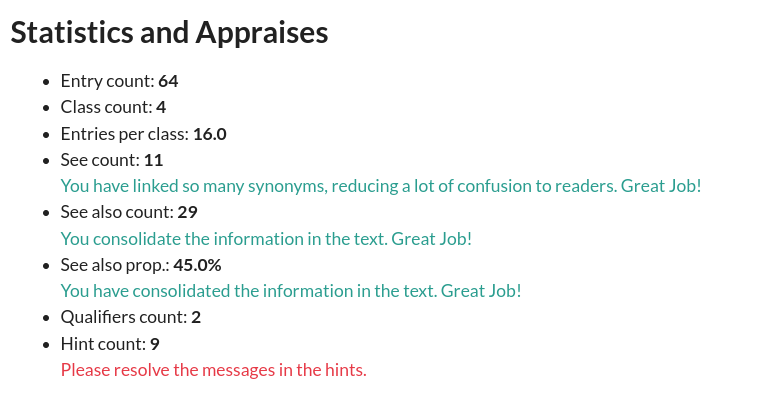 Statistics and Appraises
• Entry count: 64
• Class count: 4
• Entries per class: 16.0
• See count: 11
You have linked so many synonyms, reducing a lot of confusion to readers. Great Job!
• See also count: 29
You consolidate the information in the text. Great Job!
• See also prop.: 45.0%
You have consolidated the information in the text. Great Job!
• Qualifiers count: 2
• Hint count: 9
Please resolve the messages in the hints.